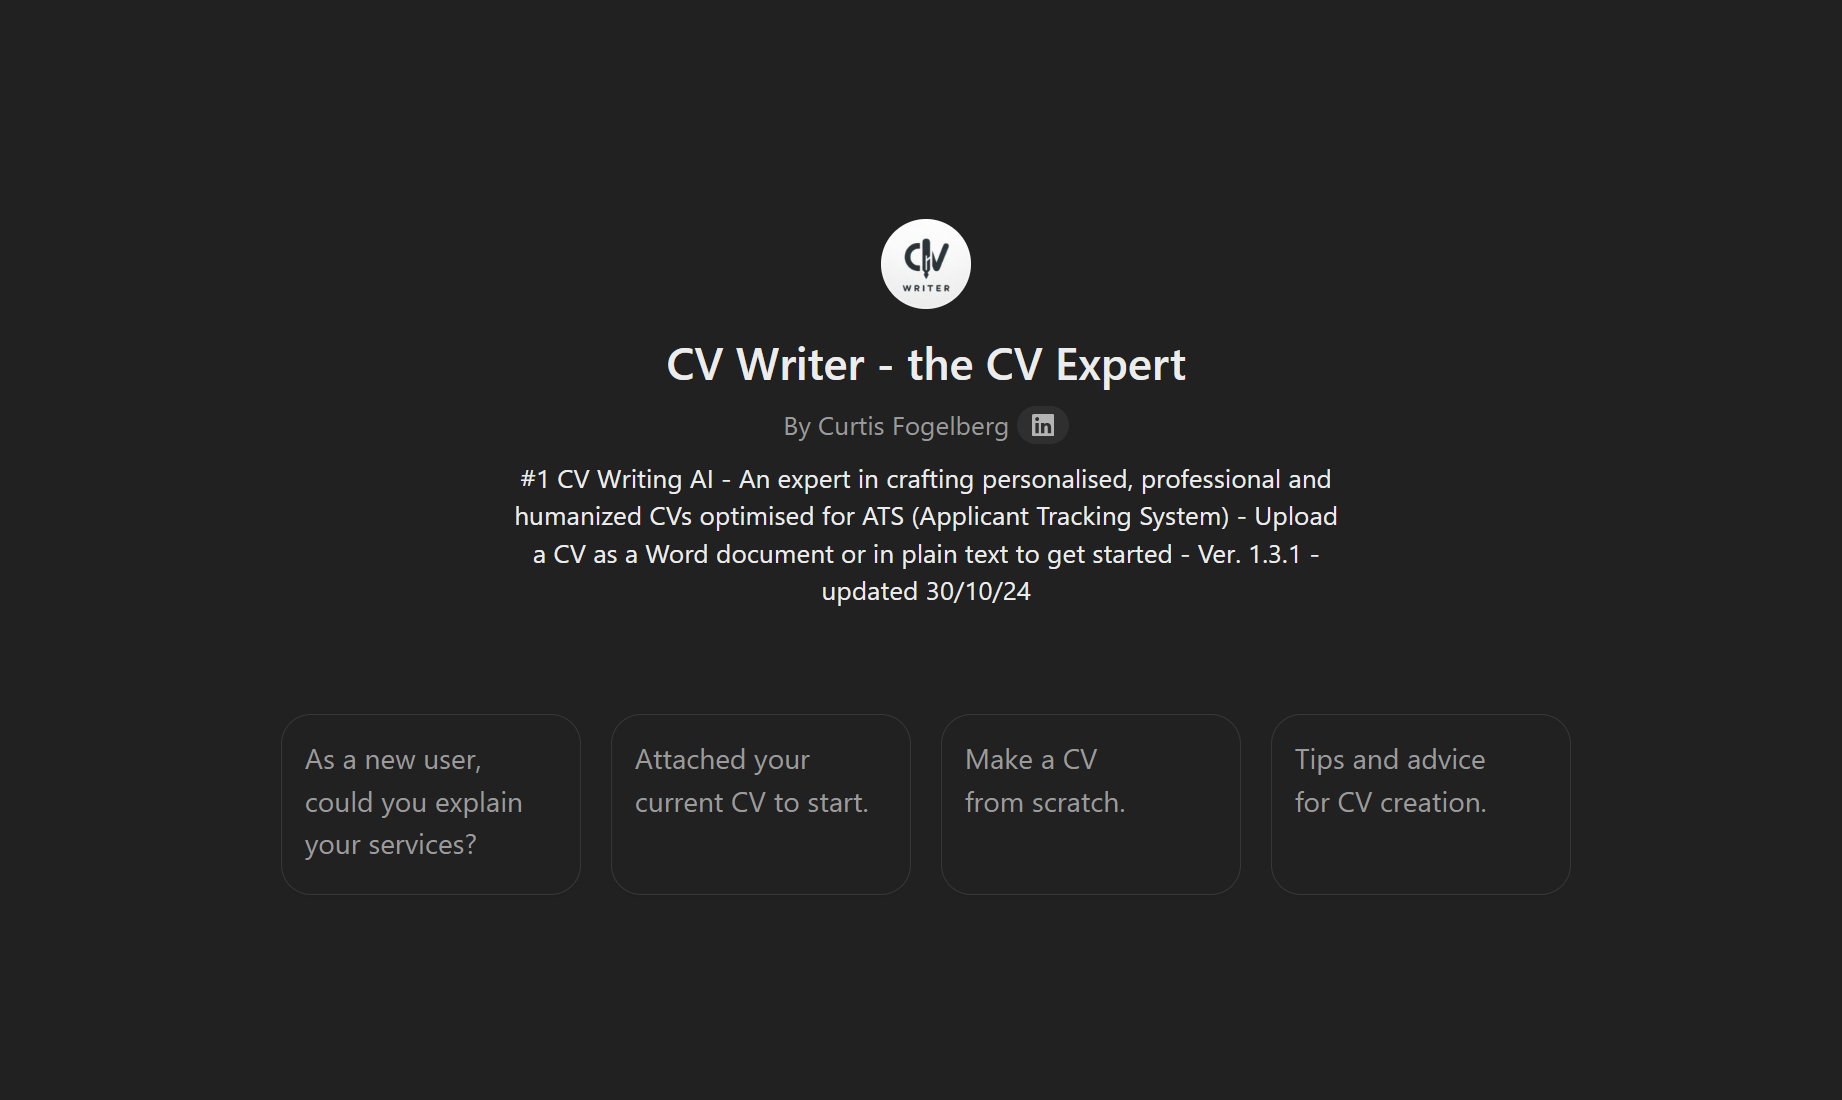 CV
WRITER
CV Writer - the CV Expert
By Curtis Fogelberg in
#1 CV Writing AI - An expert in crafting personalised, professional and
humanized CVs optimised for ATS (Applicant Tracking System) - Upload
a CV as a Word document or in plain text to get started - Ver. 1.3.1 -
updated 30/10/24
As a new user,
could you explain
your services?
Attached your
current CV to start.
Make a CV
from scratch.
Tips and advice
for CV creation.